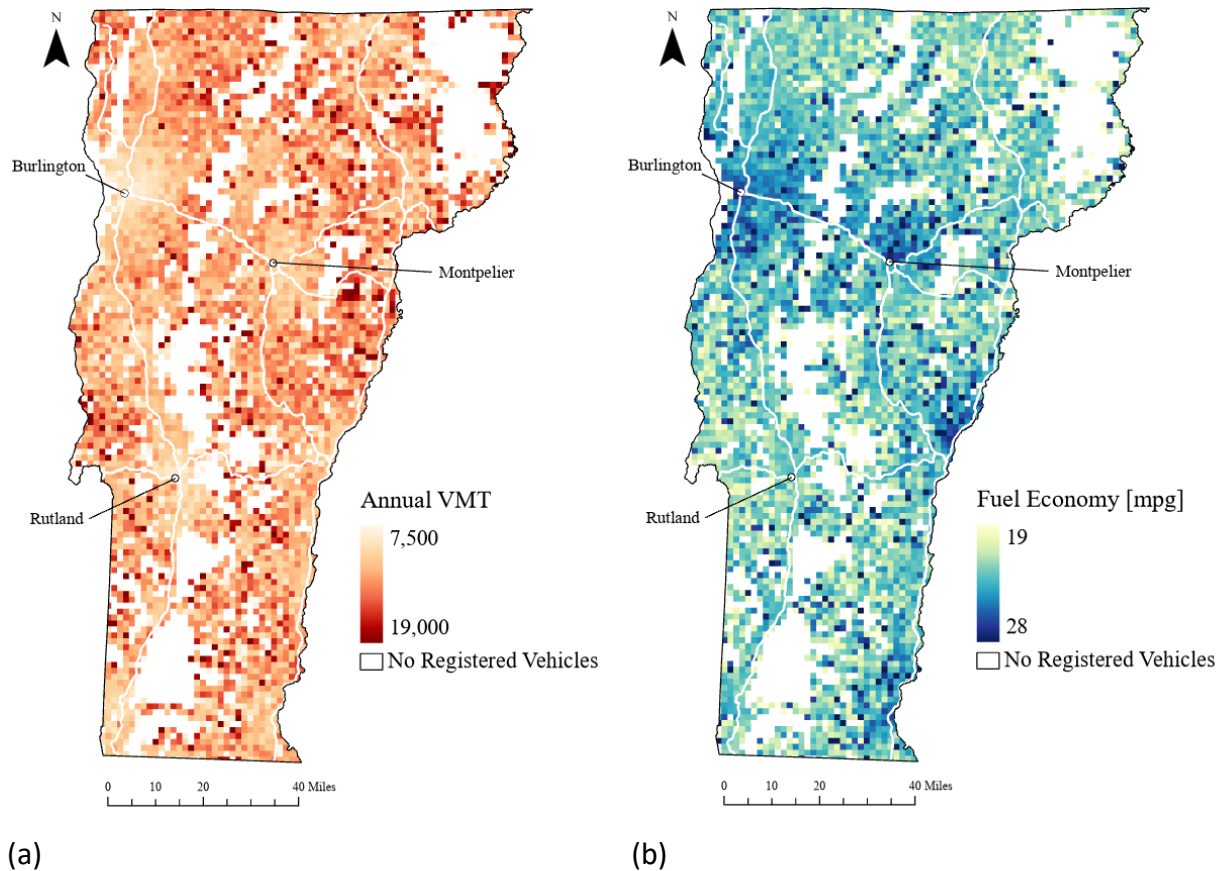 N
Burlington
Montpelier
Rutland
Annual VMT
7,500
19,000
No Registered Vehicles
0 10 20 40 Miles
(a)
N
Burlington
Montpelier
Rutland
Fuel Economy [mpg]
19
28
No Registered Vehicles
0 10 20 40 Miles
(b)